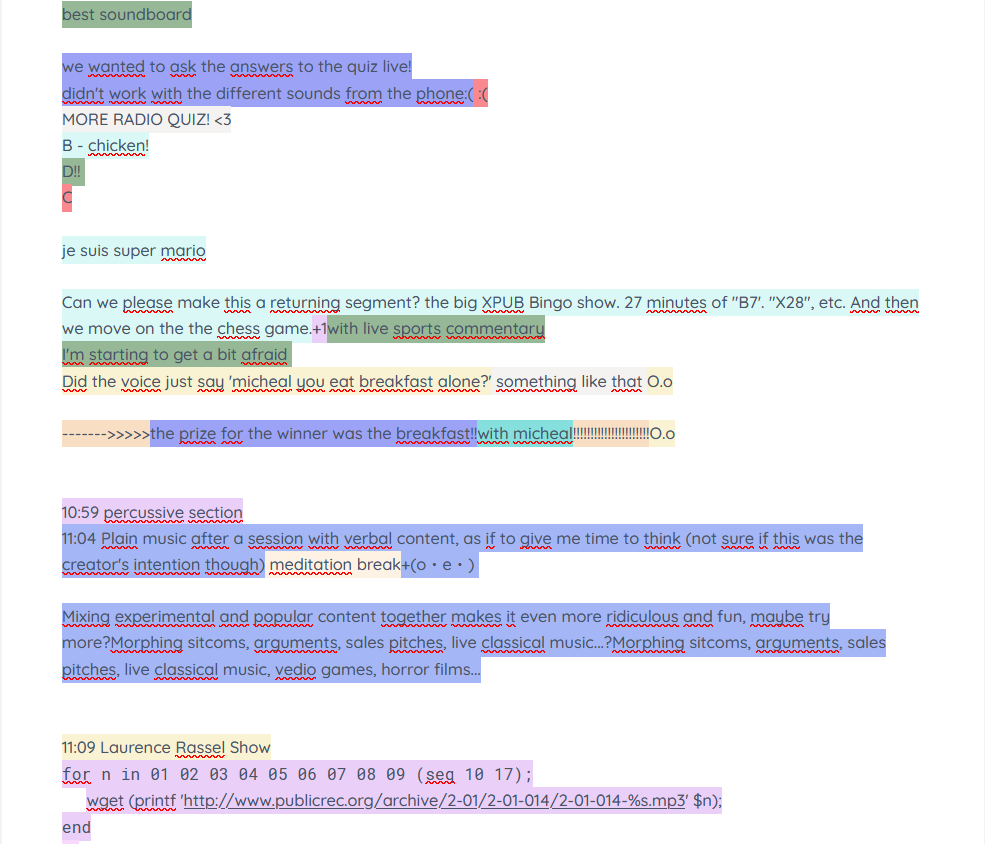 best soundboard
we wanted to ask the answers to the quiz live!
didn't work with the different sounds from the phone:( :(
MORE RADIO QUIZ! <3
B - chicken!
D!!
C
je suis super mario
Can we please make this a returning segment? the big XPUB Bingo show. 27 minutes of "B7'. "X28", etc. And then
we move on the the chess game.+1with live sports commentary
I'm starting to get a bit afraid
Did the voice just say 'micheal you eat breakfast alone?' something like that O.o
------->>>>>the prize for the winner was the breakfast!!with micheal!!!!!!!!!!!!!!!!!!!!!!O.o
10:59 percussive section
11:04 Plain music after a session with verbal content, as if to give me time to think (not sure if this was the
creator's intention though) meditation break+(o・e・)
Mixing experimental and popular content together makes it even more ridiculous and fun, maybe try
more?Morphing sitcoms, arguments, sales pitches, live classical music...?Morphing sitcoms, arguments, sales
pitches, live classical music, vedio games, horror films...
11:09 Laurence Rassel Show
for n in 01 02 03 04 05 06 07 08 09 (seq 10 17);
wget (printf 'http://www.publicrec.org/archive/2-01/2-01-014/2-01-014-%s.mp3' $n);
end